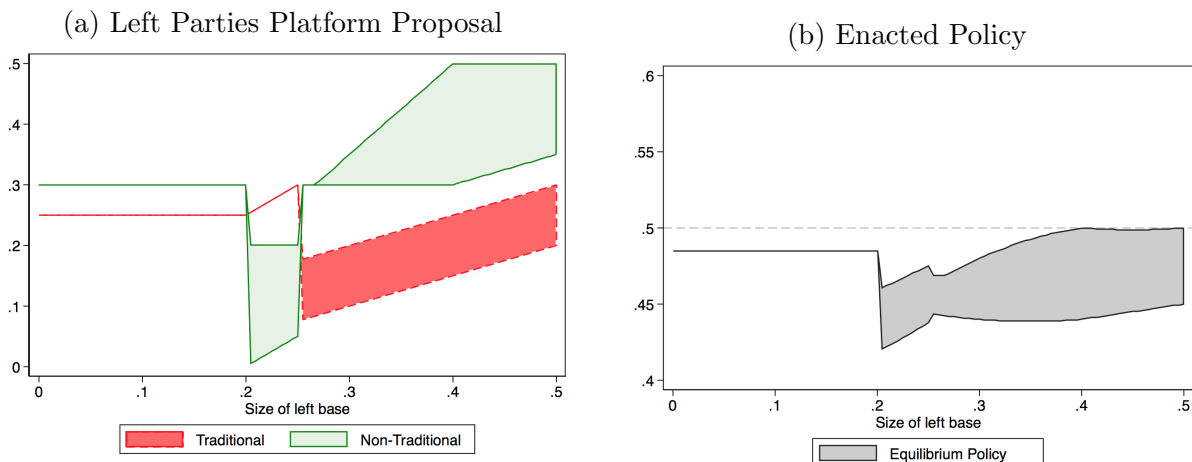 (a) Left Parties Platform Proposal
.5
.4
.3
.2
.1
0
0 .1 .2 .3 .4 .5
Size of left base
Traditional Non-Traditional
(b) Enacted Policy
.6
.55
.5
.45
.4
0 .1 .2 .3 .4 .5
Size of left base
Equilibrium Policy